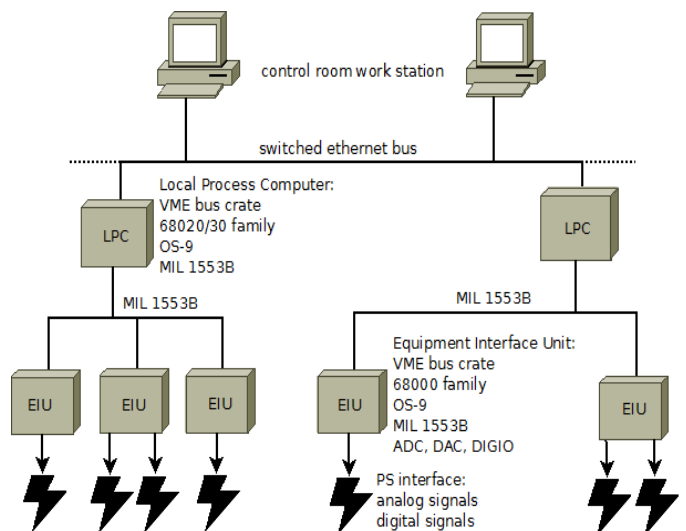 control room work station
switched ethernet bus
Local Process Computer:
VME bus crate
68020/30 family
OS-9
MIL 1553B
LPC
LPC
MIL 1553B
MIL 1553B
Equipment Interface Unit:
VME bus crate
68000 family
OS-9
MIL 1553B
ADC, DAC, DIGIO
EIU
EIU
EIU
EIU
EIU
PS interface:
analog signals
digital signals